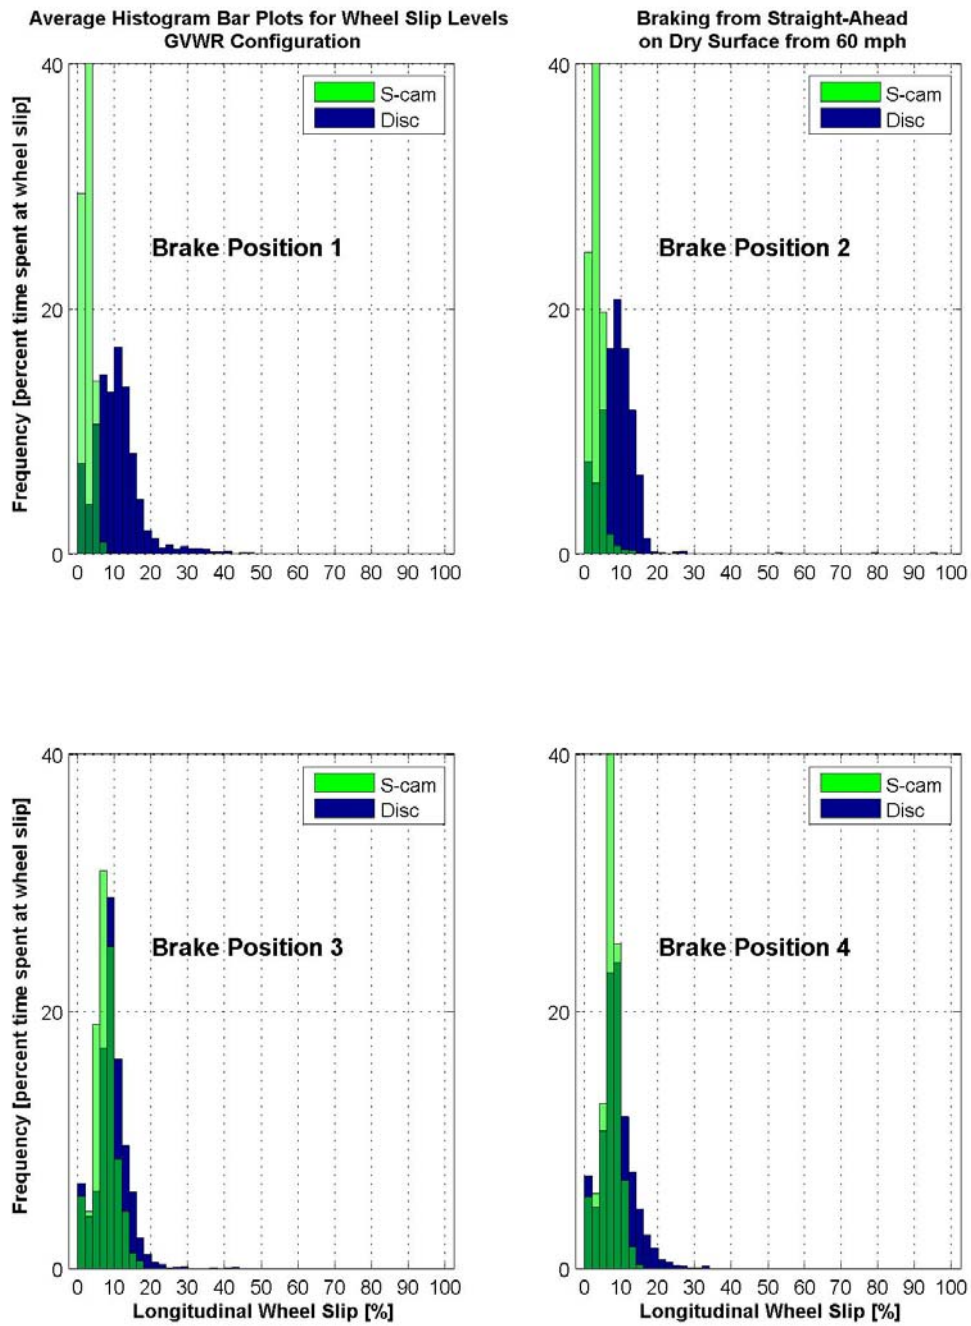 Average Histogram Bar Plots for Wheel Slip Levels
GVWR Configuration
Braking from Straight-Ahead
on Dry Surface from 60 mph
Frequency [percent time spent at wheel slip]
40
20
0
S-cam
Disc
Brake Position 1
0 10 20 30 40 50 60 70 80 90 100
40
20
0
S-cam
Disc
Brake Position 2
0 10 20 30 40 50 60 70 80 90 100
Frequency [percent time spent at wheel slip]
40
20
0
S-cam
Disc
Brake Position 3
0 10 20 30 40 50 60 70 80 90 100
Longitudinal Wheel Slip [%]
40
20
0
S-cam
Disc
Brake Position 4
0 10 20 30 40 50 60 70 80 90 100
Longitudinal Wheel Slip [%]